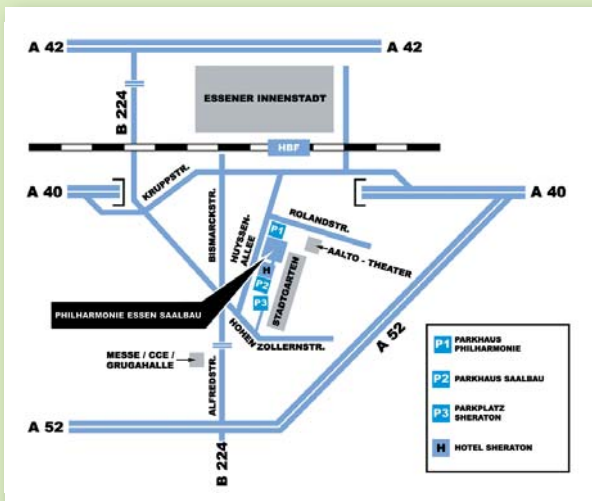 A 42
A 42
B 224
ESSENER INNENSTADT
HBF
A 40
KRUPPSTR.
A 40
BISMARCKSTR.
HUYSSEN-
ALLEE
P1
ROLANDSTR.
AALTO - THEATER
H
P2
P3
STADTGARTEN
PHILHARMONIE ESSEN SAALBAU
HOHEN
ZOLLERNSTR.
A 52
MESSE / CCE /
GRUGAHALLE
ALFREDSTR.
A 52
B 224
P1 PARKHAUS
PHILHARMONIE
P2 PARKHAUS SAALBAU
P3 PARKPLATZ
SHERATON
H HOTEL SHERATON